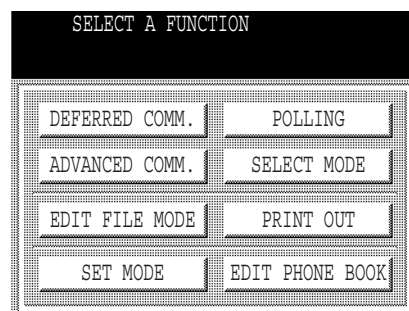 SELECT A FUNCTION
DEFERRED COMM. POLLING
ADVANCED COMM. SELECT MODE
EDIT FILE MODE PRINT OUT
SET MODE EDIT PHONE BOOK